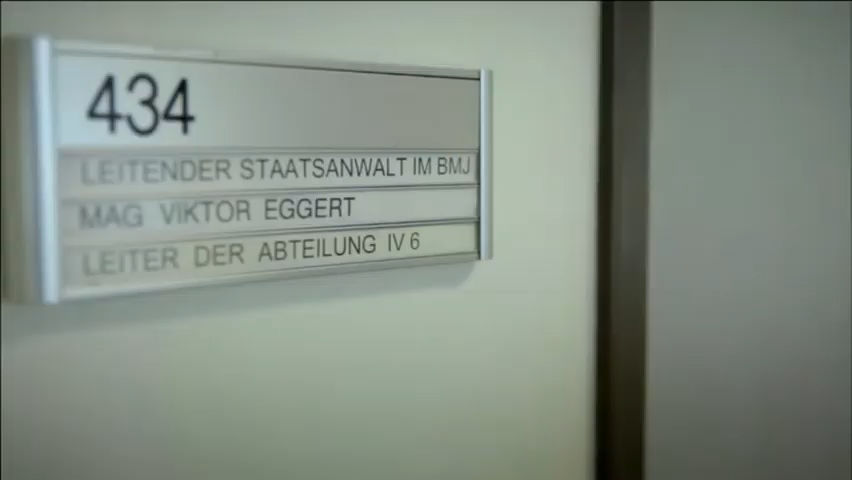 434
LEITENDER STAATSANWALT IM BMJ
MAG VIKTOR EGGERT
LEITER DER ABTEILUNG IV 6